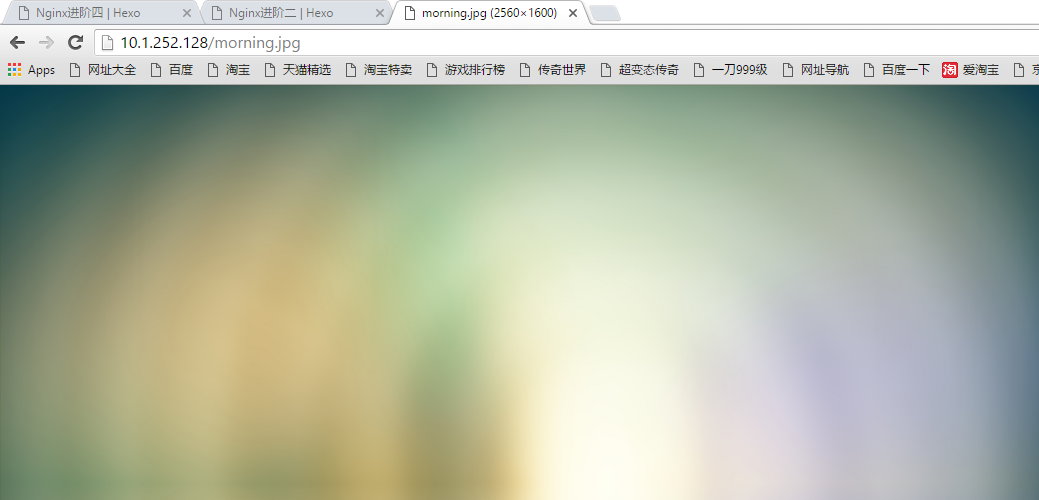 Nginx进阶四 | Hexo Nginx进阶二 | Hexo morning.jpg (2560×1600)
10.1.252.128/morning.jpg
Apps 网址大全 百度 淘宝 天猫精选 淘宝特卖 游戏排行榜 传奇世界 超变态传奇 一刀999级 网址导航 百度一下 淘 爱淘宝